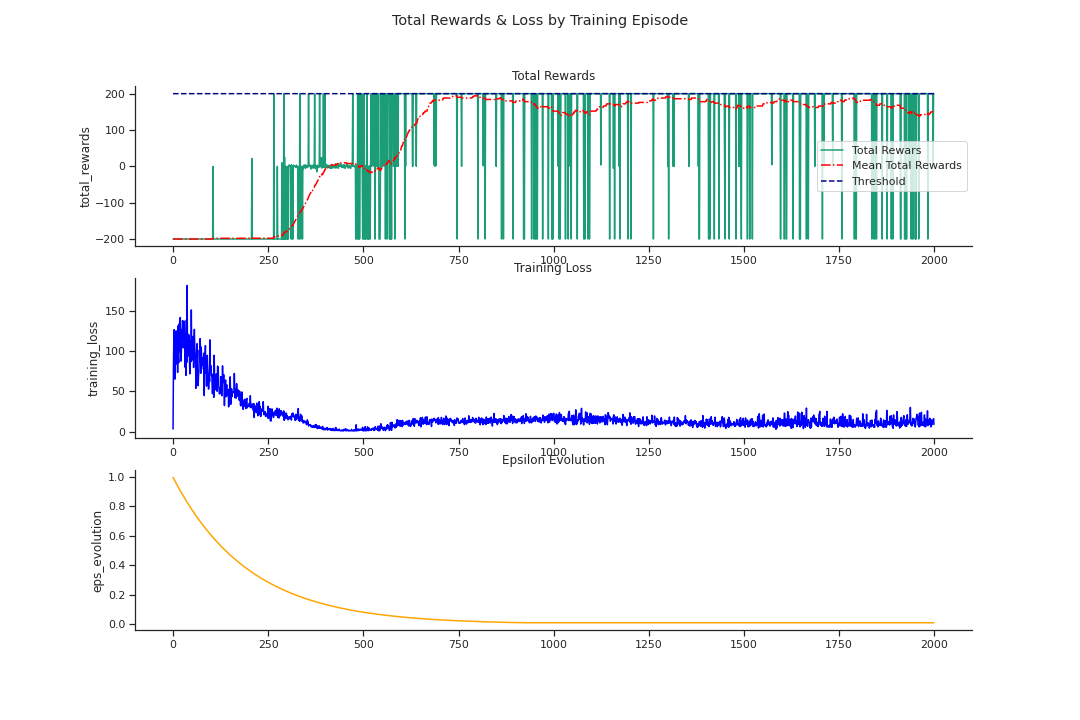 Total Rewards & Loss by Training Episode
Total Rewards
total_rewards
200
100
0
−100
−200
Total Rewars
Mean Total Rewards
Threshold
0 250 500 750 1000 1250 1500 1750 2000
Training Loss
training_loss
150
100
50
0
0 250 500 750 1000 1250 1500 1750 2000
Epsilon Evolution
eps_evolution
1.0
0.8
0.6
0.4
0.2
0.0
0 250 500 750 1000 1250 1500 1750 2000